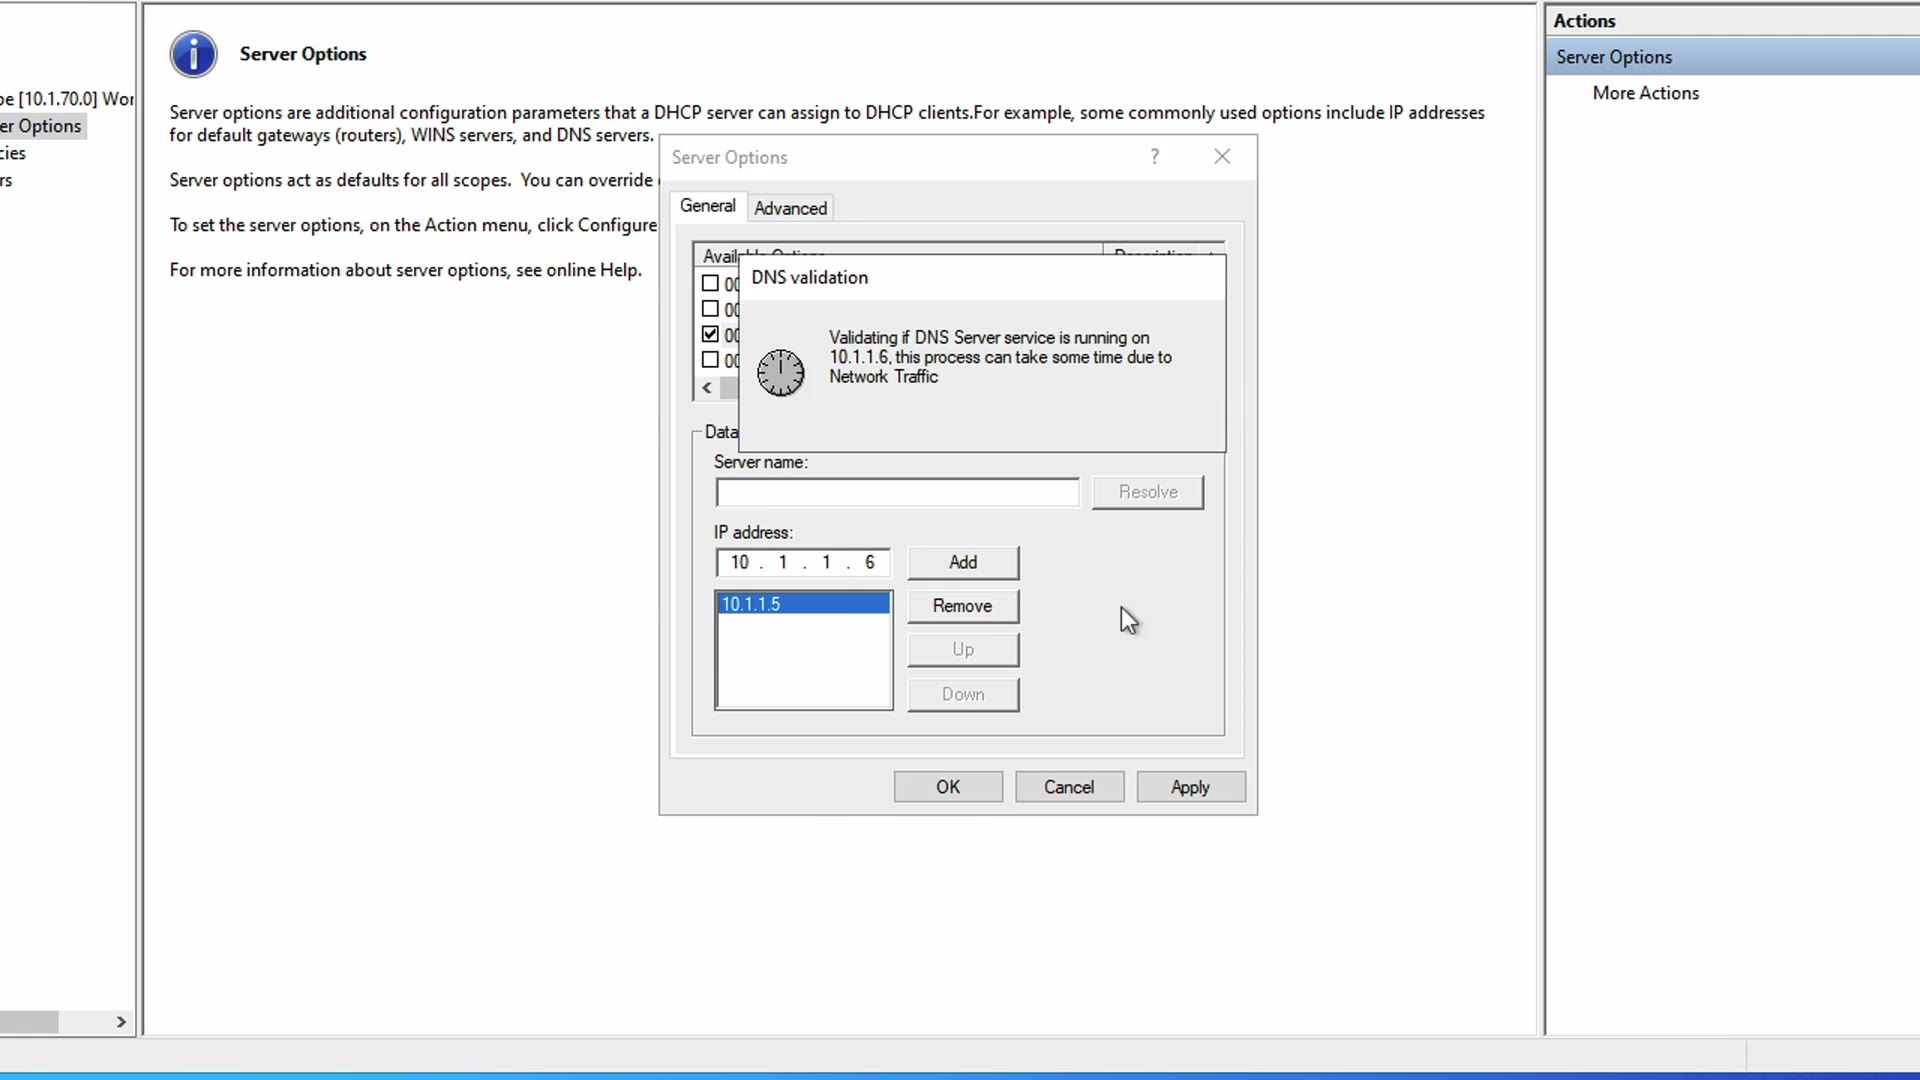 Actions
Server Options
Server Options
More Actions
pe [10.1.70.0] Wor
er Options
cies
rs
Server options are additional configuration parameters that a DHCP server can assign to DHCP clients.For example, some commonly used options include IP addresses
for default gateways (routers), WINS servers, and DNS servers.
Server options act as defaults for all scopes.  You can override
To set the server options, on the Action menu, click Configure
For more information about server options, see online Help.
Server Options
?
General
Advanced
Available Options
Description
00
00
00
00
DNS validation
Validating if DNS Server service is running on
10.1.1.6, this process can take some time due to
Network Traffic
Data
Server name:
Resolve
IP address:
10 . 1 . 1 . 6
Add
10.1.1.5
Remove
Up
Down
OK
Cancel
Apply